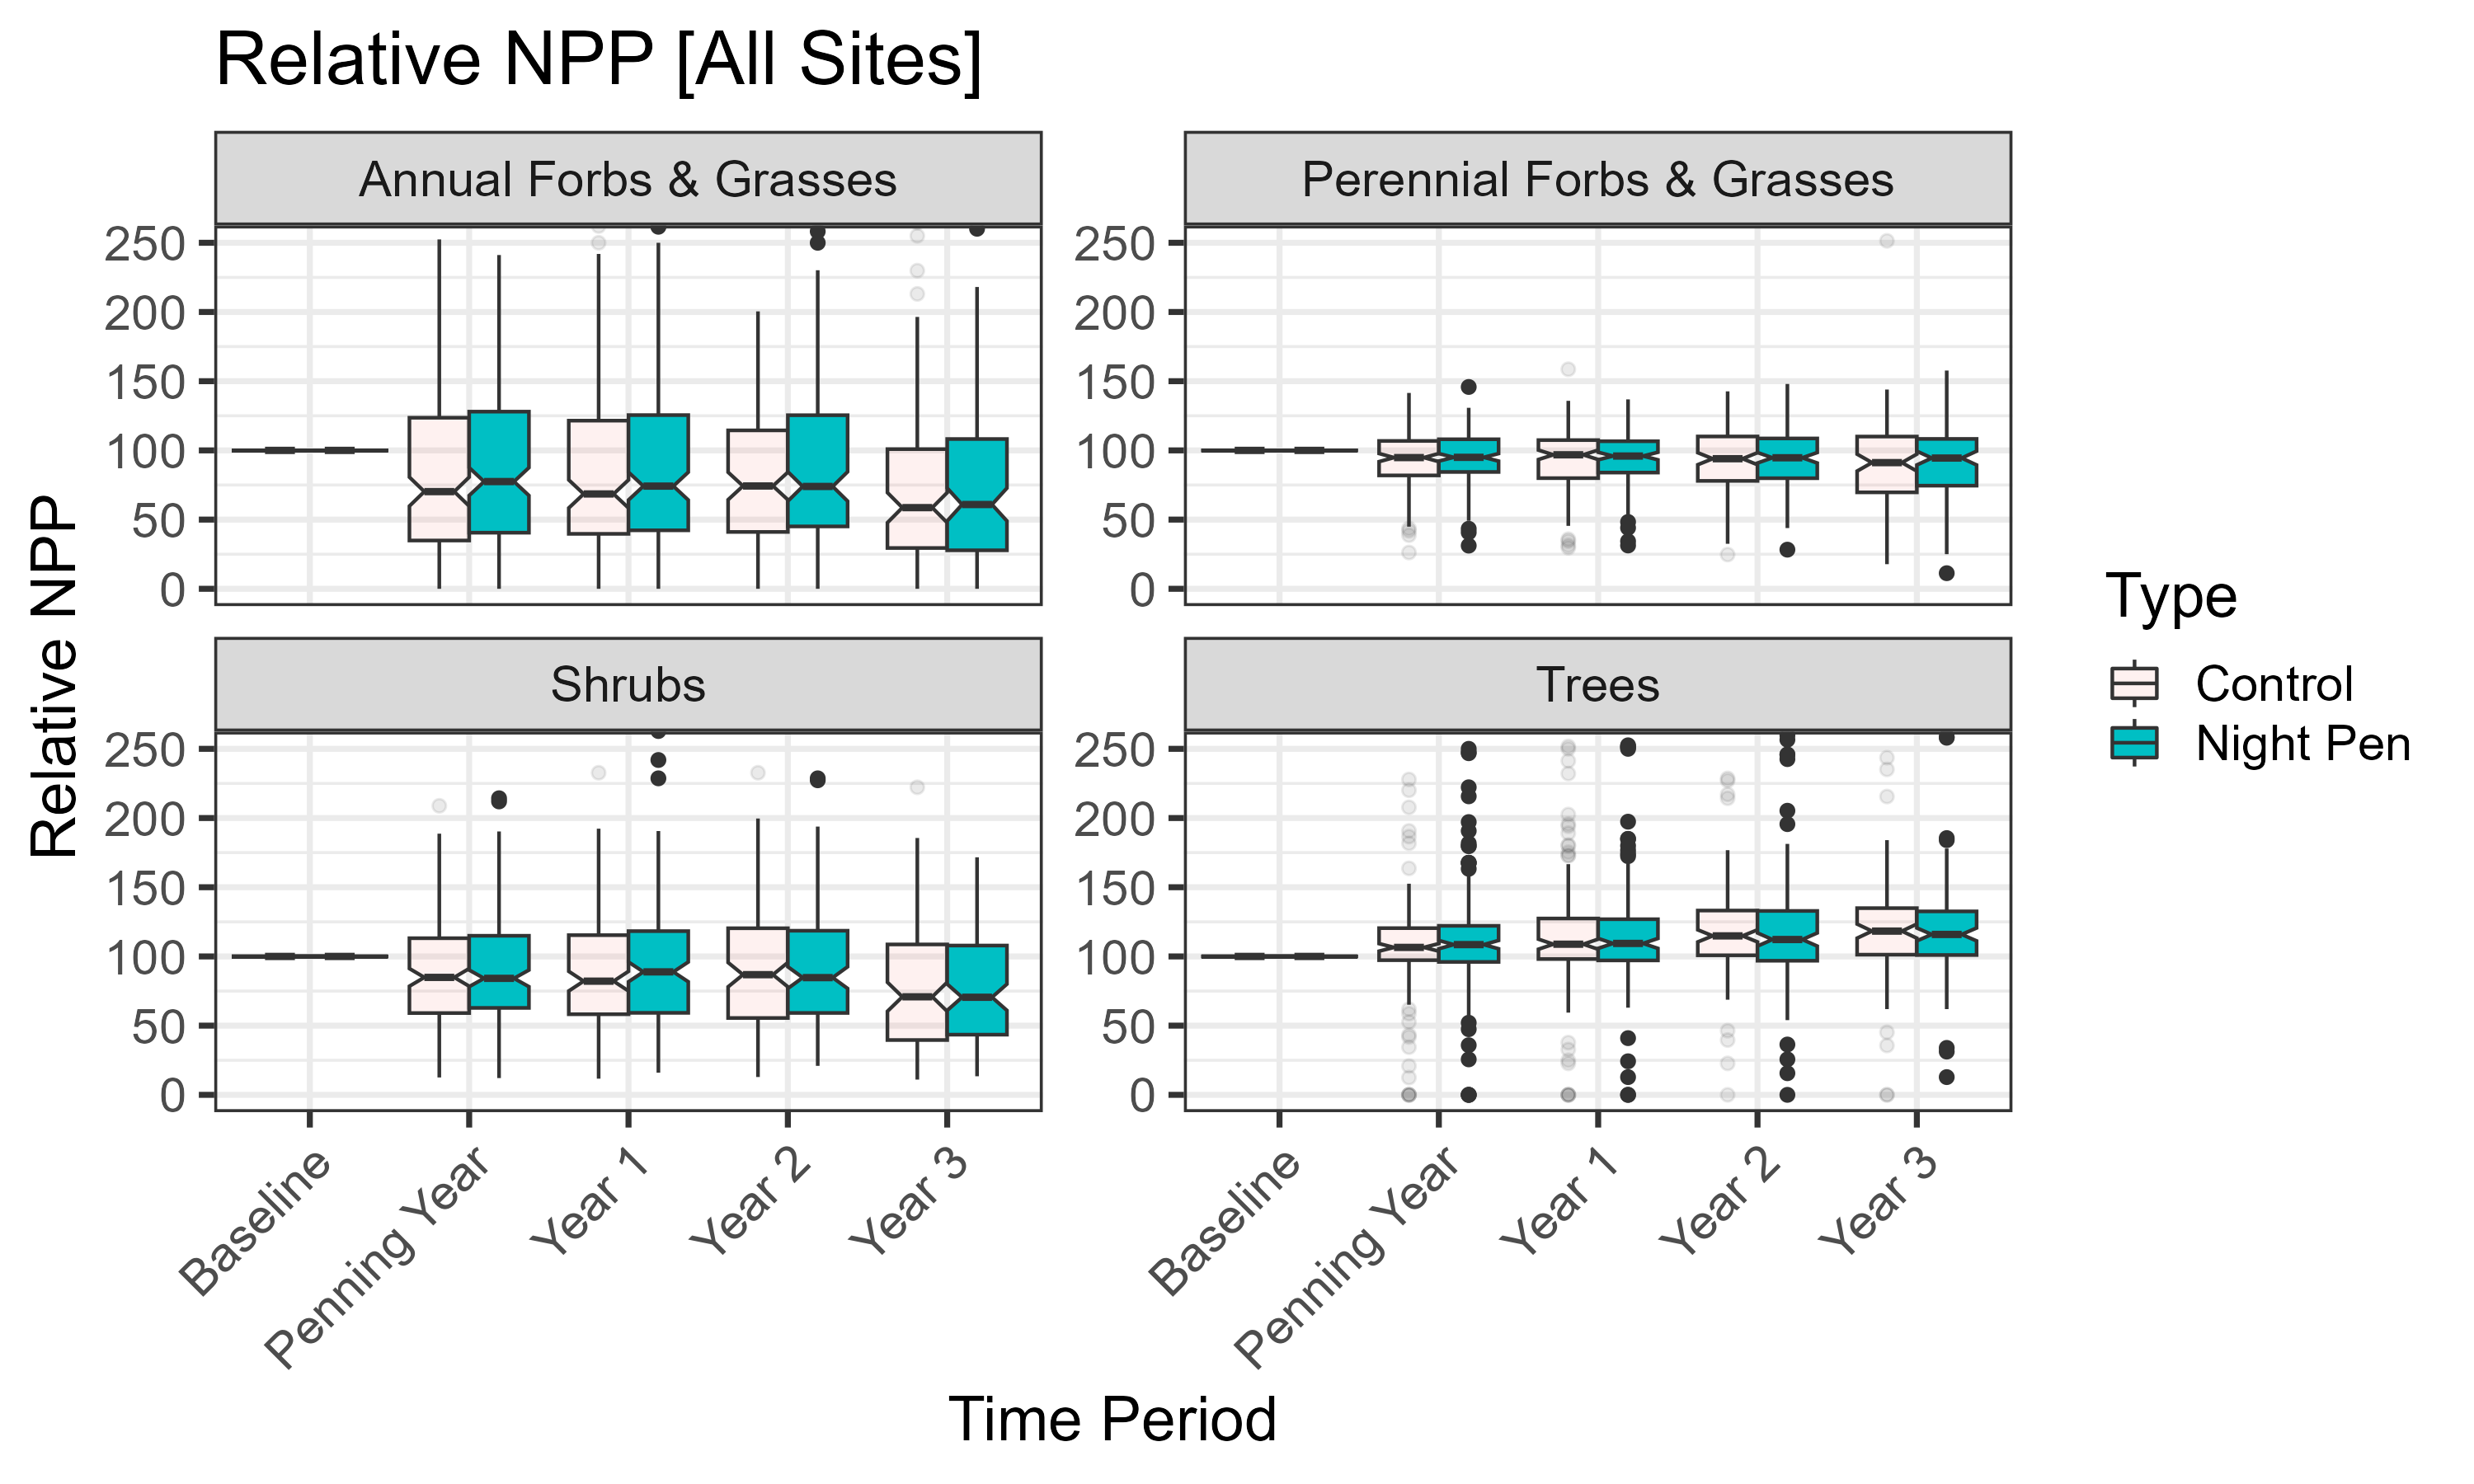 Relative NPP [All Sites]
Annual Forbs & Grasses
Perennial Forbs & Grasses
250
200
150
100
50
0
250
200
150
100
50
0
Shrubs
Trees
250
200
150
100
50
0
250
200
150
100
50
0
Relative NPP
Baseline
Penning Year
Year 1
Year 2
Year 3
Baseline
Penning Year
Year 1
Year 2
Year 3
Time Period
Type
Control
Night Pen